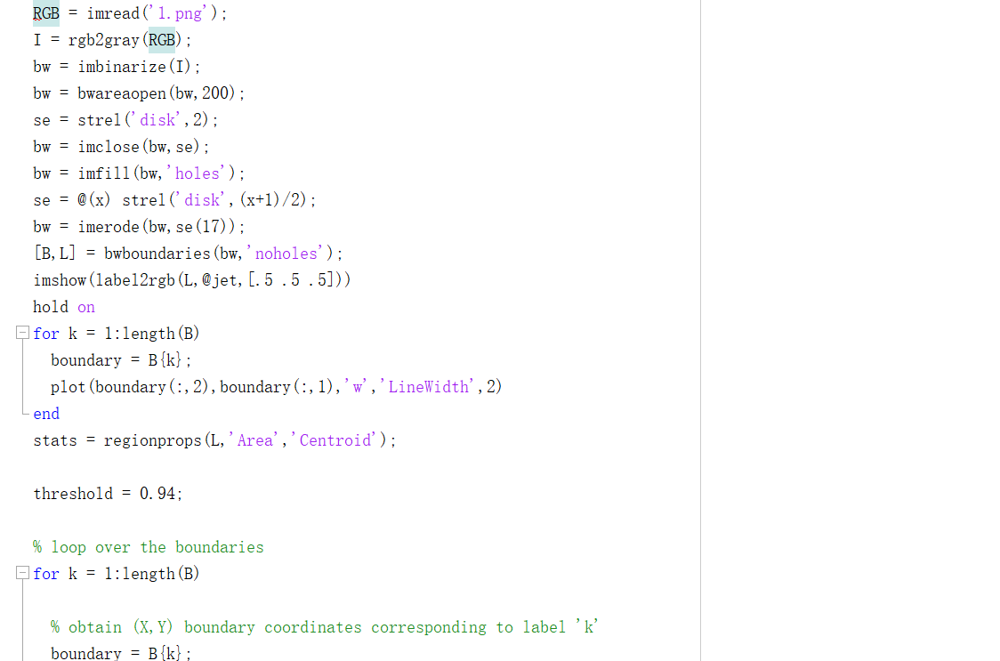 RGB = imread('1.png');
I = rgb2gray(RGB);
bw = imbinarize(I);
bw = bwareaopen(bw,200);
se = strel('disk',2);
bw = imclose(bw,se);
bw = imfill(bw,'holes');
se = @(x) strel('disk',(x+1)/2);
bw = imerode(bw,se(17));
[B,L] = bwboundaries(bw,'noholes');
imshow(label2rgb(L,@jet,[.5 .5 .5]))
hold on
for k = 1:length(B)
  boundary = B{k};
  plot(boundary(:,2),boundary(:,1),'w','LineWidth',2)
end
stats = regionprops(L,'Area','Centroid');
threshold = 0.94;
% loop over the boundaries
for k = 1:length(B)
  % obtain (X,Y) boundary coordinates corresponding to label 'k'
  boundary = B{k};